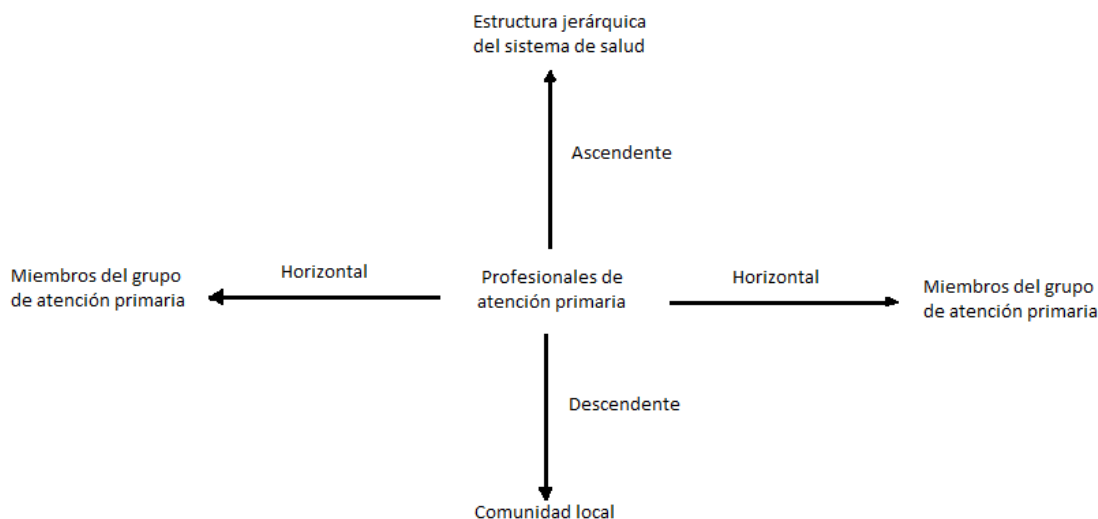 Estructura jerárquica
del sistema de salud
Ascendente
Miembros del grupo
de atención primaria
Horizontal
Profesionales de
atención primaria
Horizontal
Miembros del grupo
de atención primaria
Descendente
Comunidad local